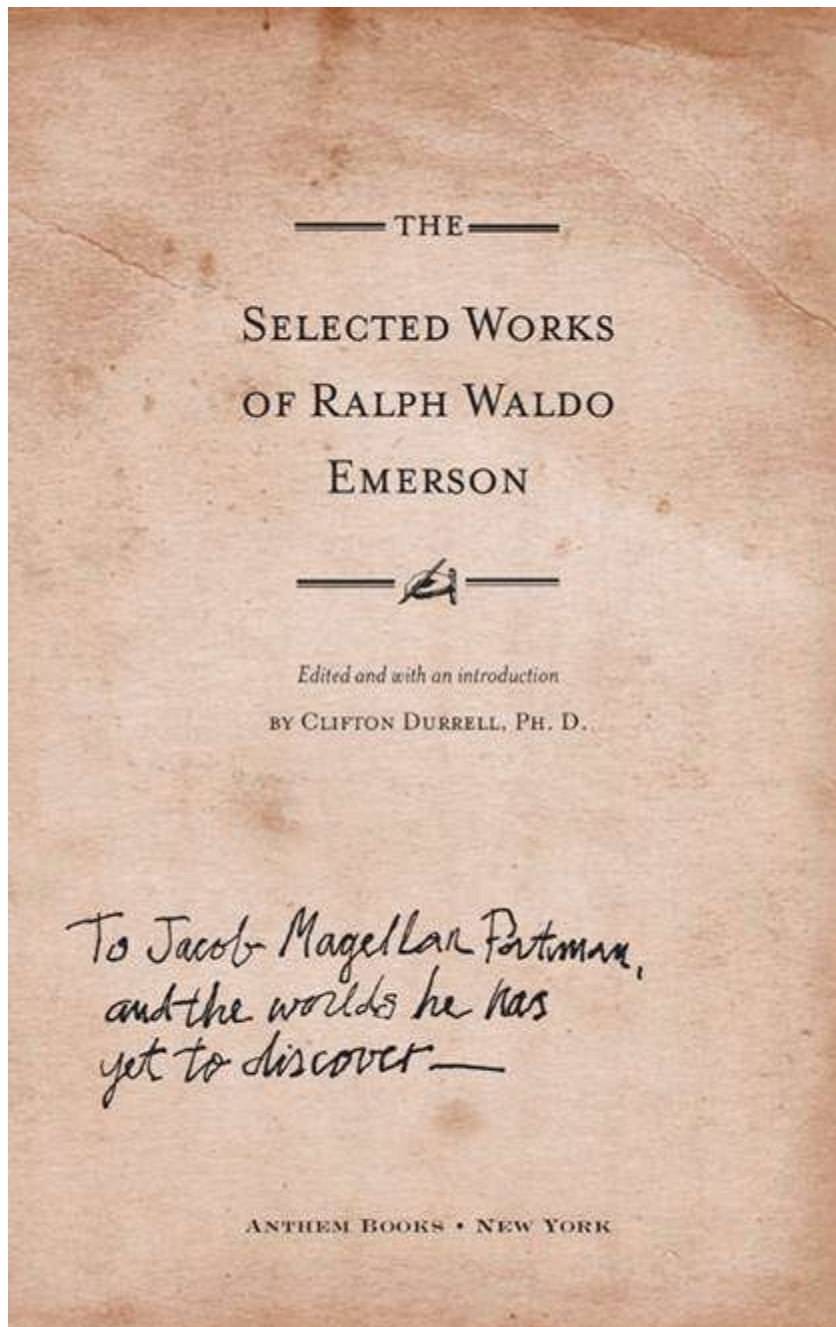 THE
SELECTED WORKS
OF RALPH WALDO
EMERSON
Edited and with an introduction
BY CLIFTON DURRELL, PH. D.
To Jacob Magellan Portman,
and the worlds he has
yet to discover—
ANTHEM BOOKS • NEW YORK